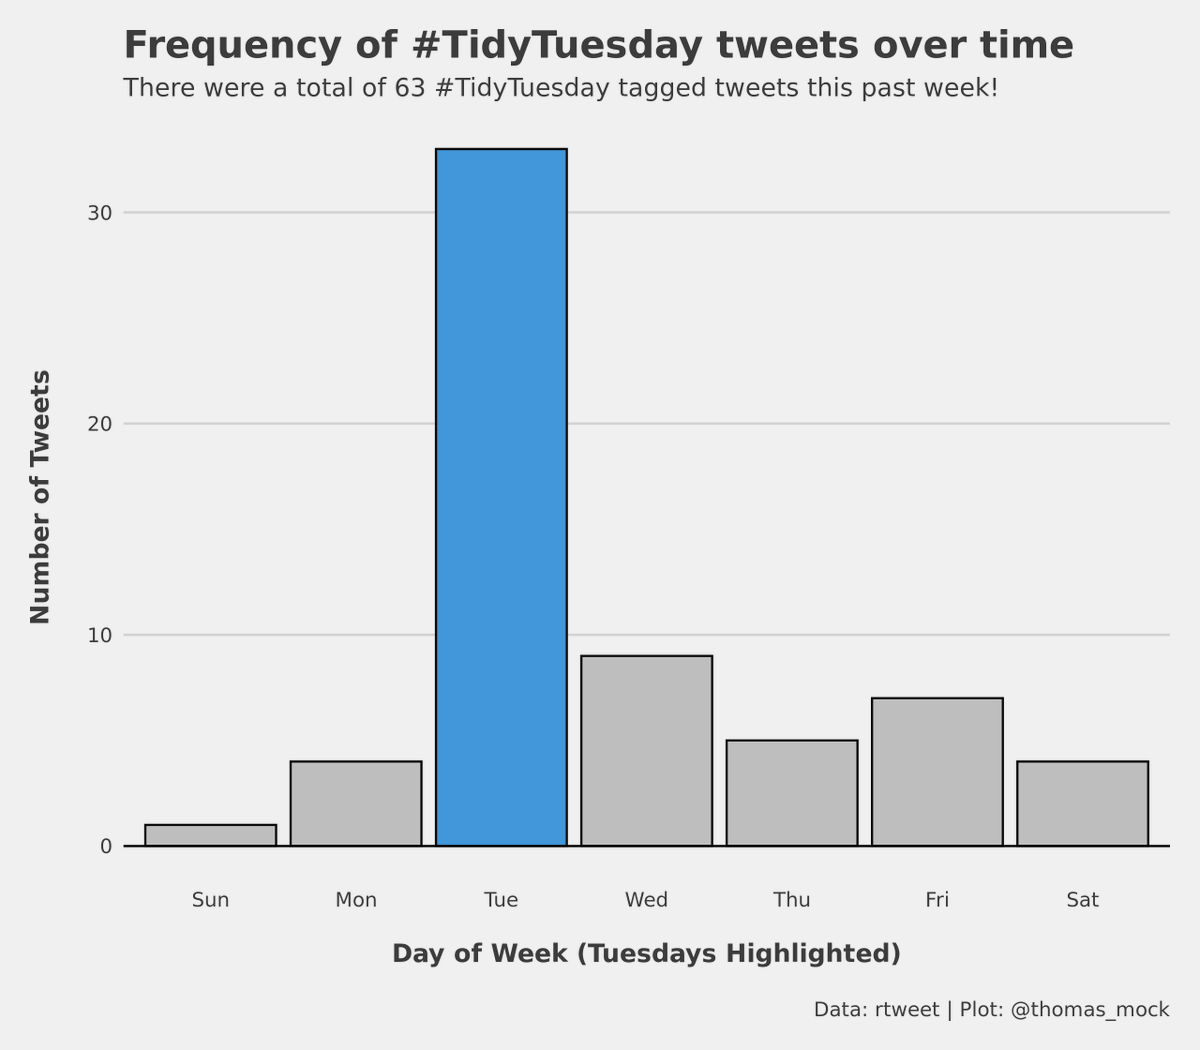 Frequency of #TidyTuesday tweets over time
There were a total of 63 #TidyTuesday tagged tweets this past week!
Number of Tweets
30
20
10
0
Sun Mon Tue Wed Thu Fri Sat
Day of Week (Tuesdays Highlighted)
Data: rtweet | Plot: @thomas_mock